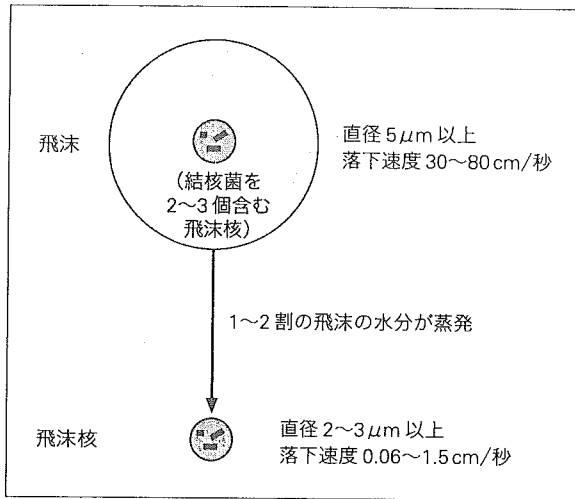 飛沫
直径5μm以上
落下速度30〜80cm/秒
(結核菌を
2〜3個含む
飛沫核)
1〜2割の飛沫の水分が蒸発
飛沫核
直径2〜3μm以上
落下速度0.06〜1.5cm/秒